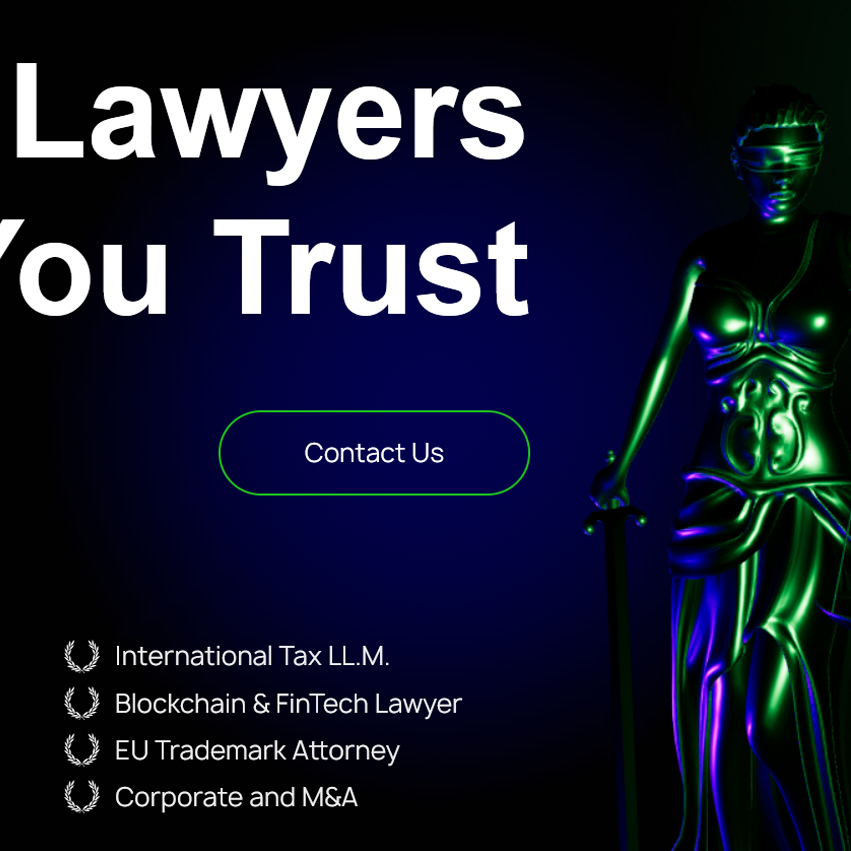 Lawyers
You Trust
Contact Us
International Tax LL.M.
Blockchain & FinTech Lawyer
EU Trademark Attorney
Corporate and M&A